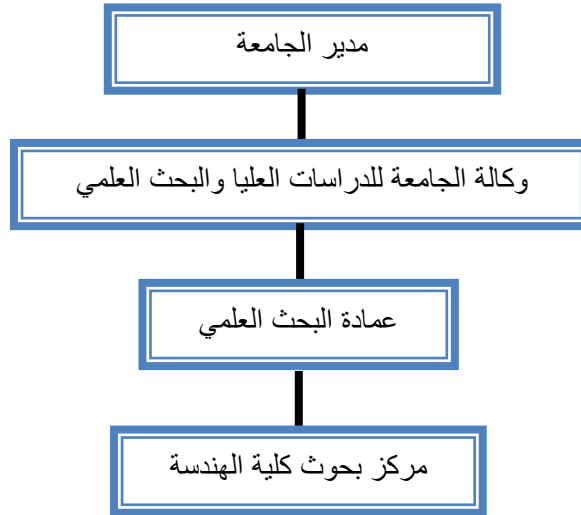 مدير الجامعة
وكالة الجامعة للدراسات العليا والبحث العلمي
عمادة البحث العلمي
مركز بحوث كلية الهندسة